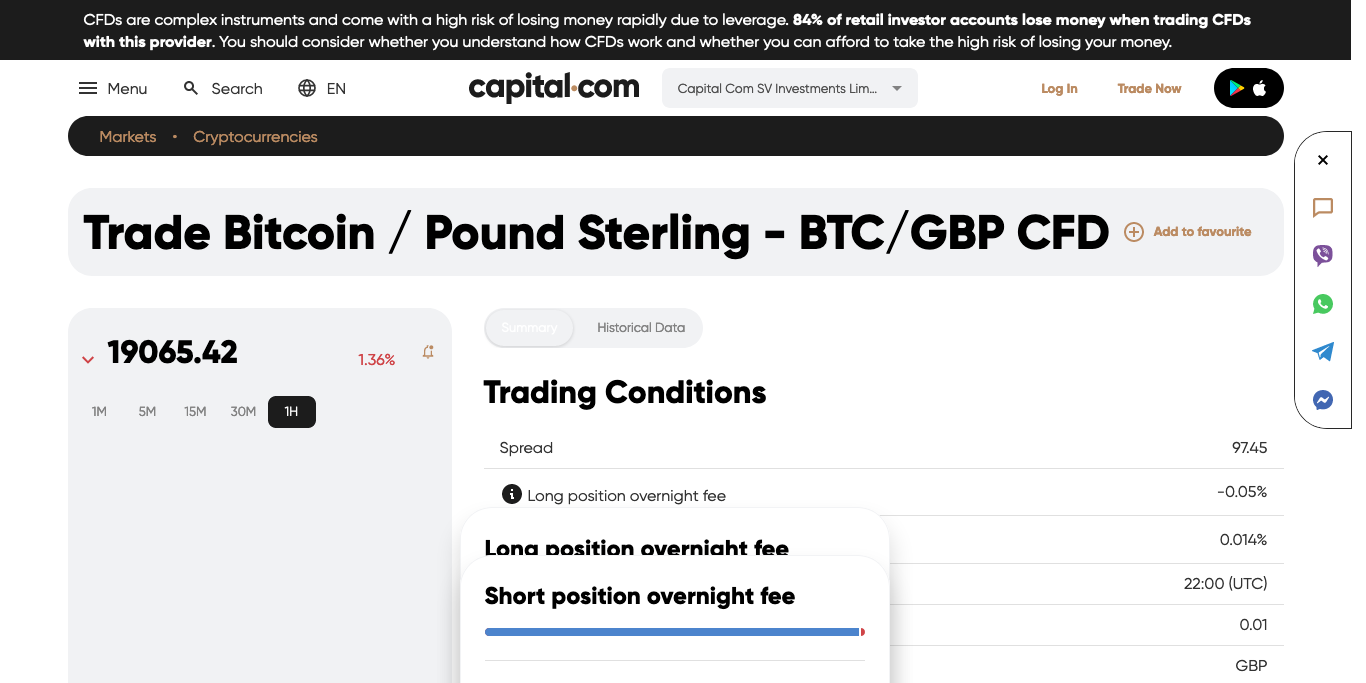 CFDs are complex instruments and come with a high risk of losing money rapidly due to leverage. 84% of retail investor accounts lose money when trading CFDs
with this provider. You should consider whether you understand how CFDs work and whether you can afford to take the high risk of losing your money.
Menu Search EN capital.com Capital Com SV Investments Lim... Log In Trade Now
Markets • Cryptocurrencies
Trade Bitcoin / Pound Sterling - BTC/GBP CFD Add to favourite
19065.42 1.36%
1M 5M 15M 30M 1H
Summary Historical Data
Trading Conditions
Spread 97.45
Long position overnight fee -0.05%
Long position overnight fee
0.014%
Short position overnight fee
22:00 (UTC)
0.01
GBP